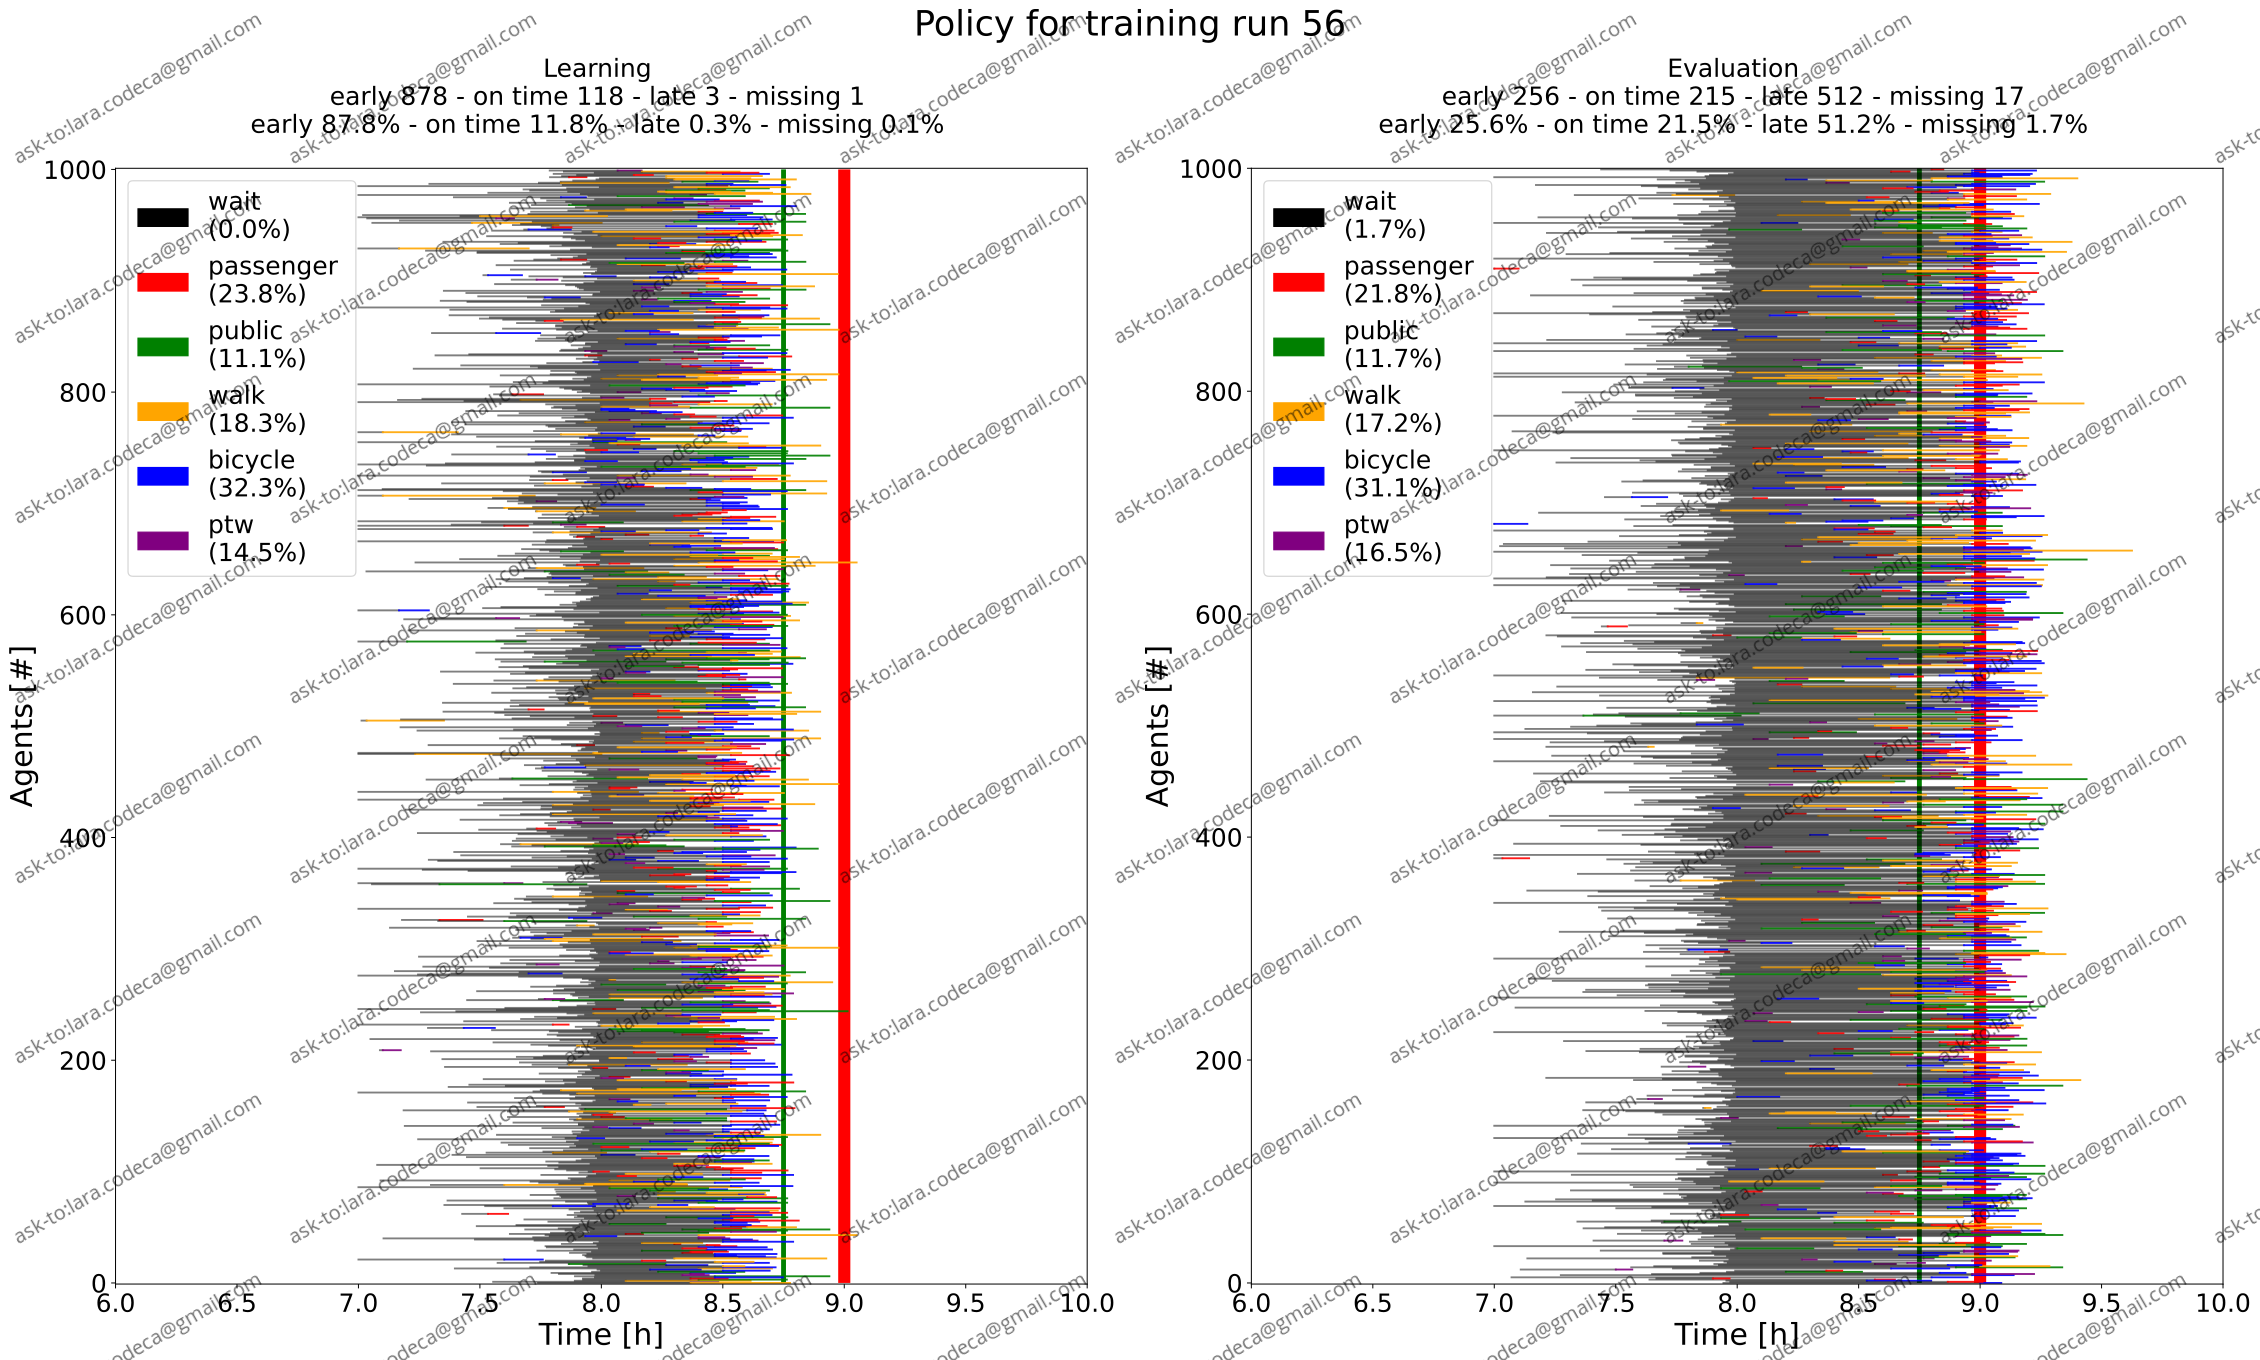 Policy for training run 56
Learning
early 878 - on time 118 - late 3 - missing 1
early 87.8% - on time 11.8% - late 0.3% - missing 0.1%
1000
800
600
400
200
0
Agents [#]
wait
(0.0%)
passenger
(23.8%)
public
(11.1%)
walk
(18.3%)
bicycle
(32.3%)
ptw
(14.5%)
6.0 6.5 7.0 7.5 8.0 8.5 9.0 9.5 10.0
Time [h]
Evaluation
early 256 - on time 215 - late 512 - missing 17
early 25.6% - on time 21.5% - late 51.2% - missing 1.7%
1000
800
600
400
200
0
Agents [#]
wait
(1.7%)
passenger
(21.8%)
public
(11.7%)
walk
(17.2%)
bicycle
(31.1%)
ptw
(16.5%)
6.0 6.5 7.0 7.5 8.0 8.5 9.0 9.5 10.0
Time [h]
ask-to:lara.codeca@gmail.com